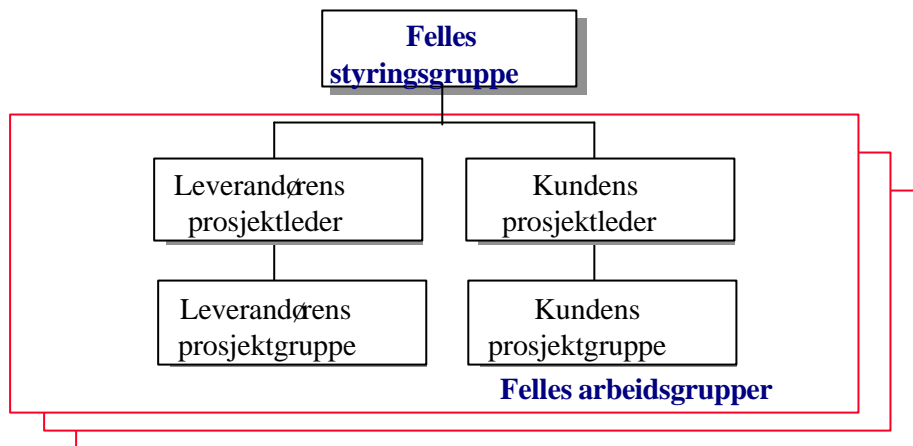 Felles
styringsgruppe
Leverandørens
prosjektleder
Kundens
prosjektleder
Leverandørens
prosjektgruppe
Kundens
prosjektgruppe
Felles arbeidsgrupper